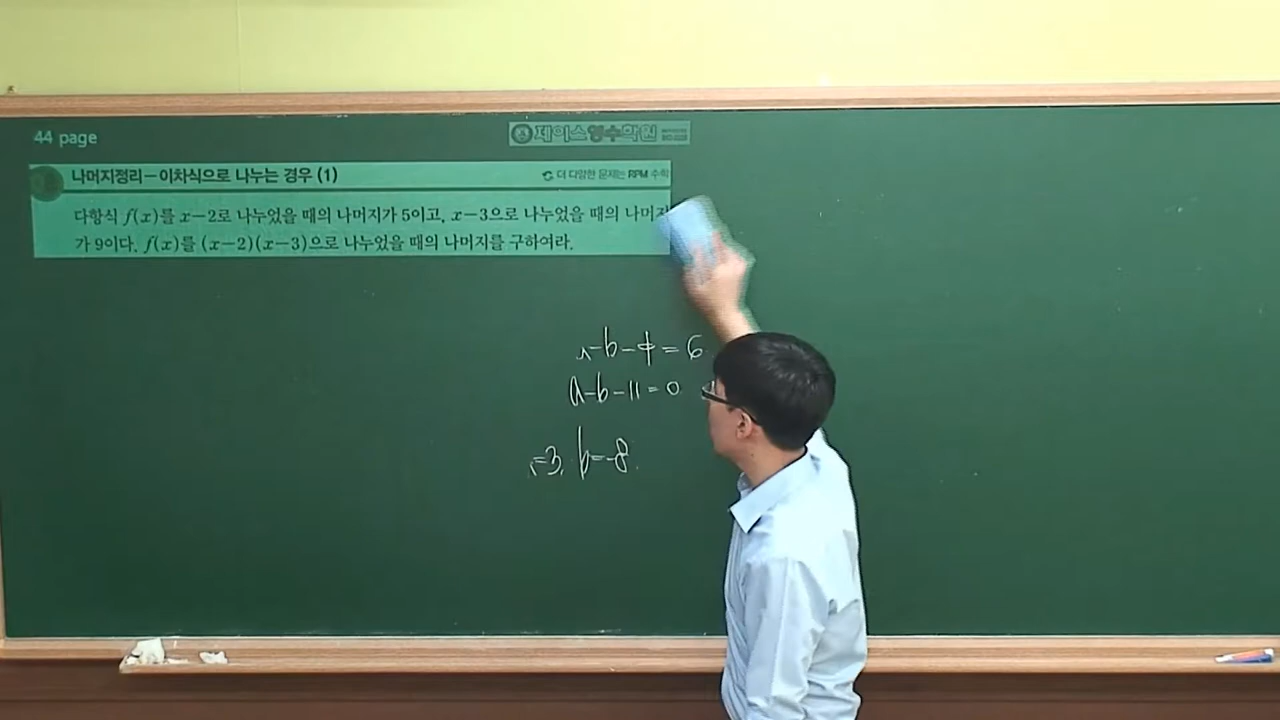 44 page
제이스영수학원
나머지정리－이차식으로 나누는 경우 (1)
더 다양한 문제는 RPM 수학
다항식 f(x)를 x－2로 나누었을 때의 나머지가 5이고, x－3으로 나누었을 때의 나머지
가 9이다. f(x)를 (x－2)(x－3)으로 나누었을 때의 나머지를 구하여라.
-b-4=6
a-b-11=0
=3, b=-8